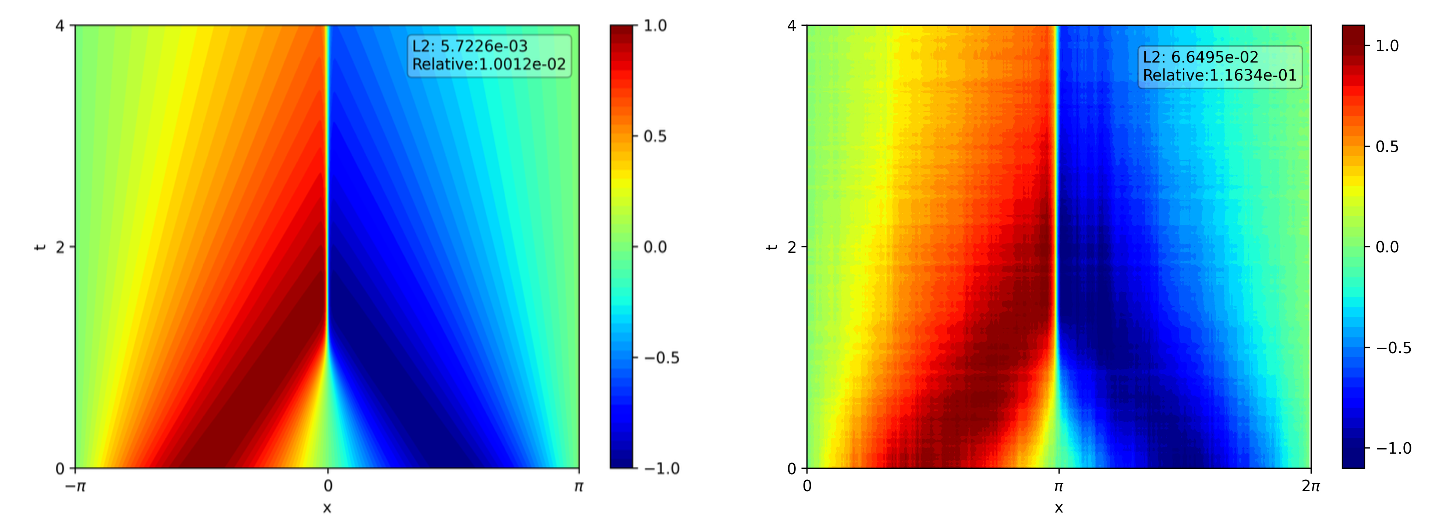 4
2
0
t
−π
0
π
x
L2: 5.7226e-03
Relative:1.0012e-02
1.0
0.5
0.0
−0.5
−1.0
4
2
0
t
0
π
2π
x
L2: 6.6495e-02
Relative:1.1634e-01
1.0
0.5
0.0
−0.5
−1.0